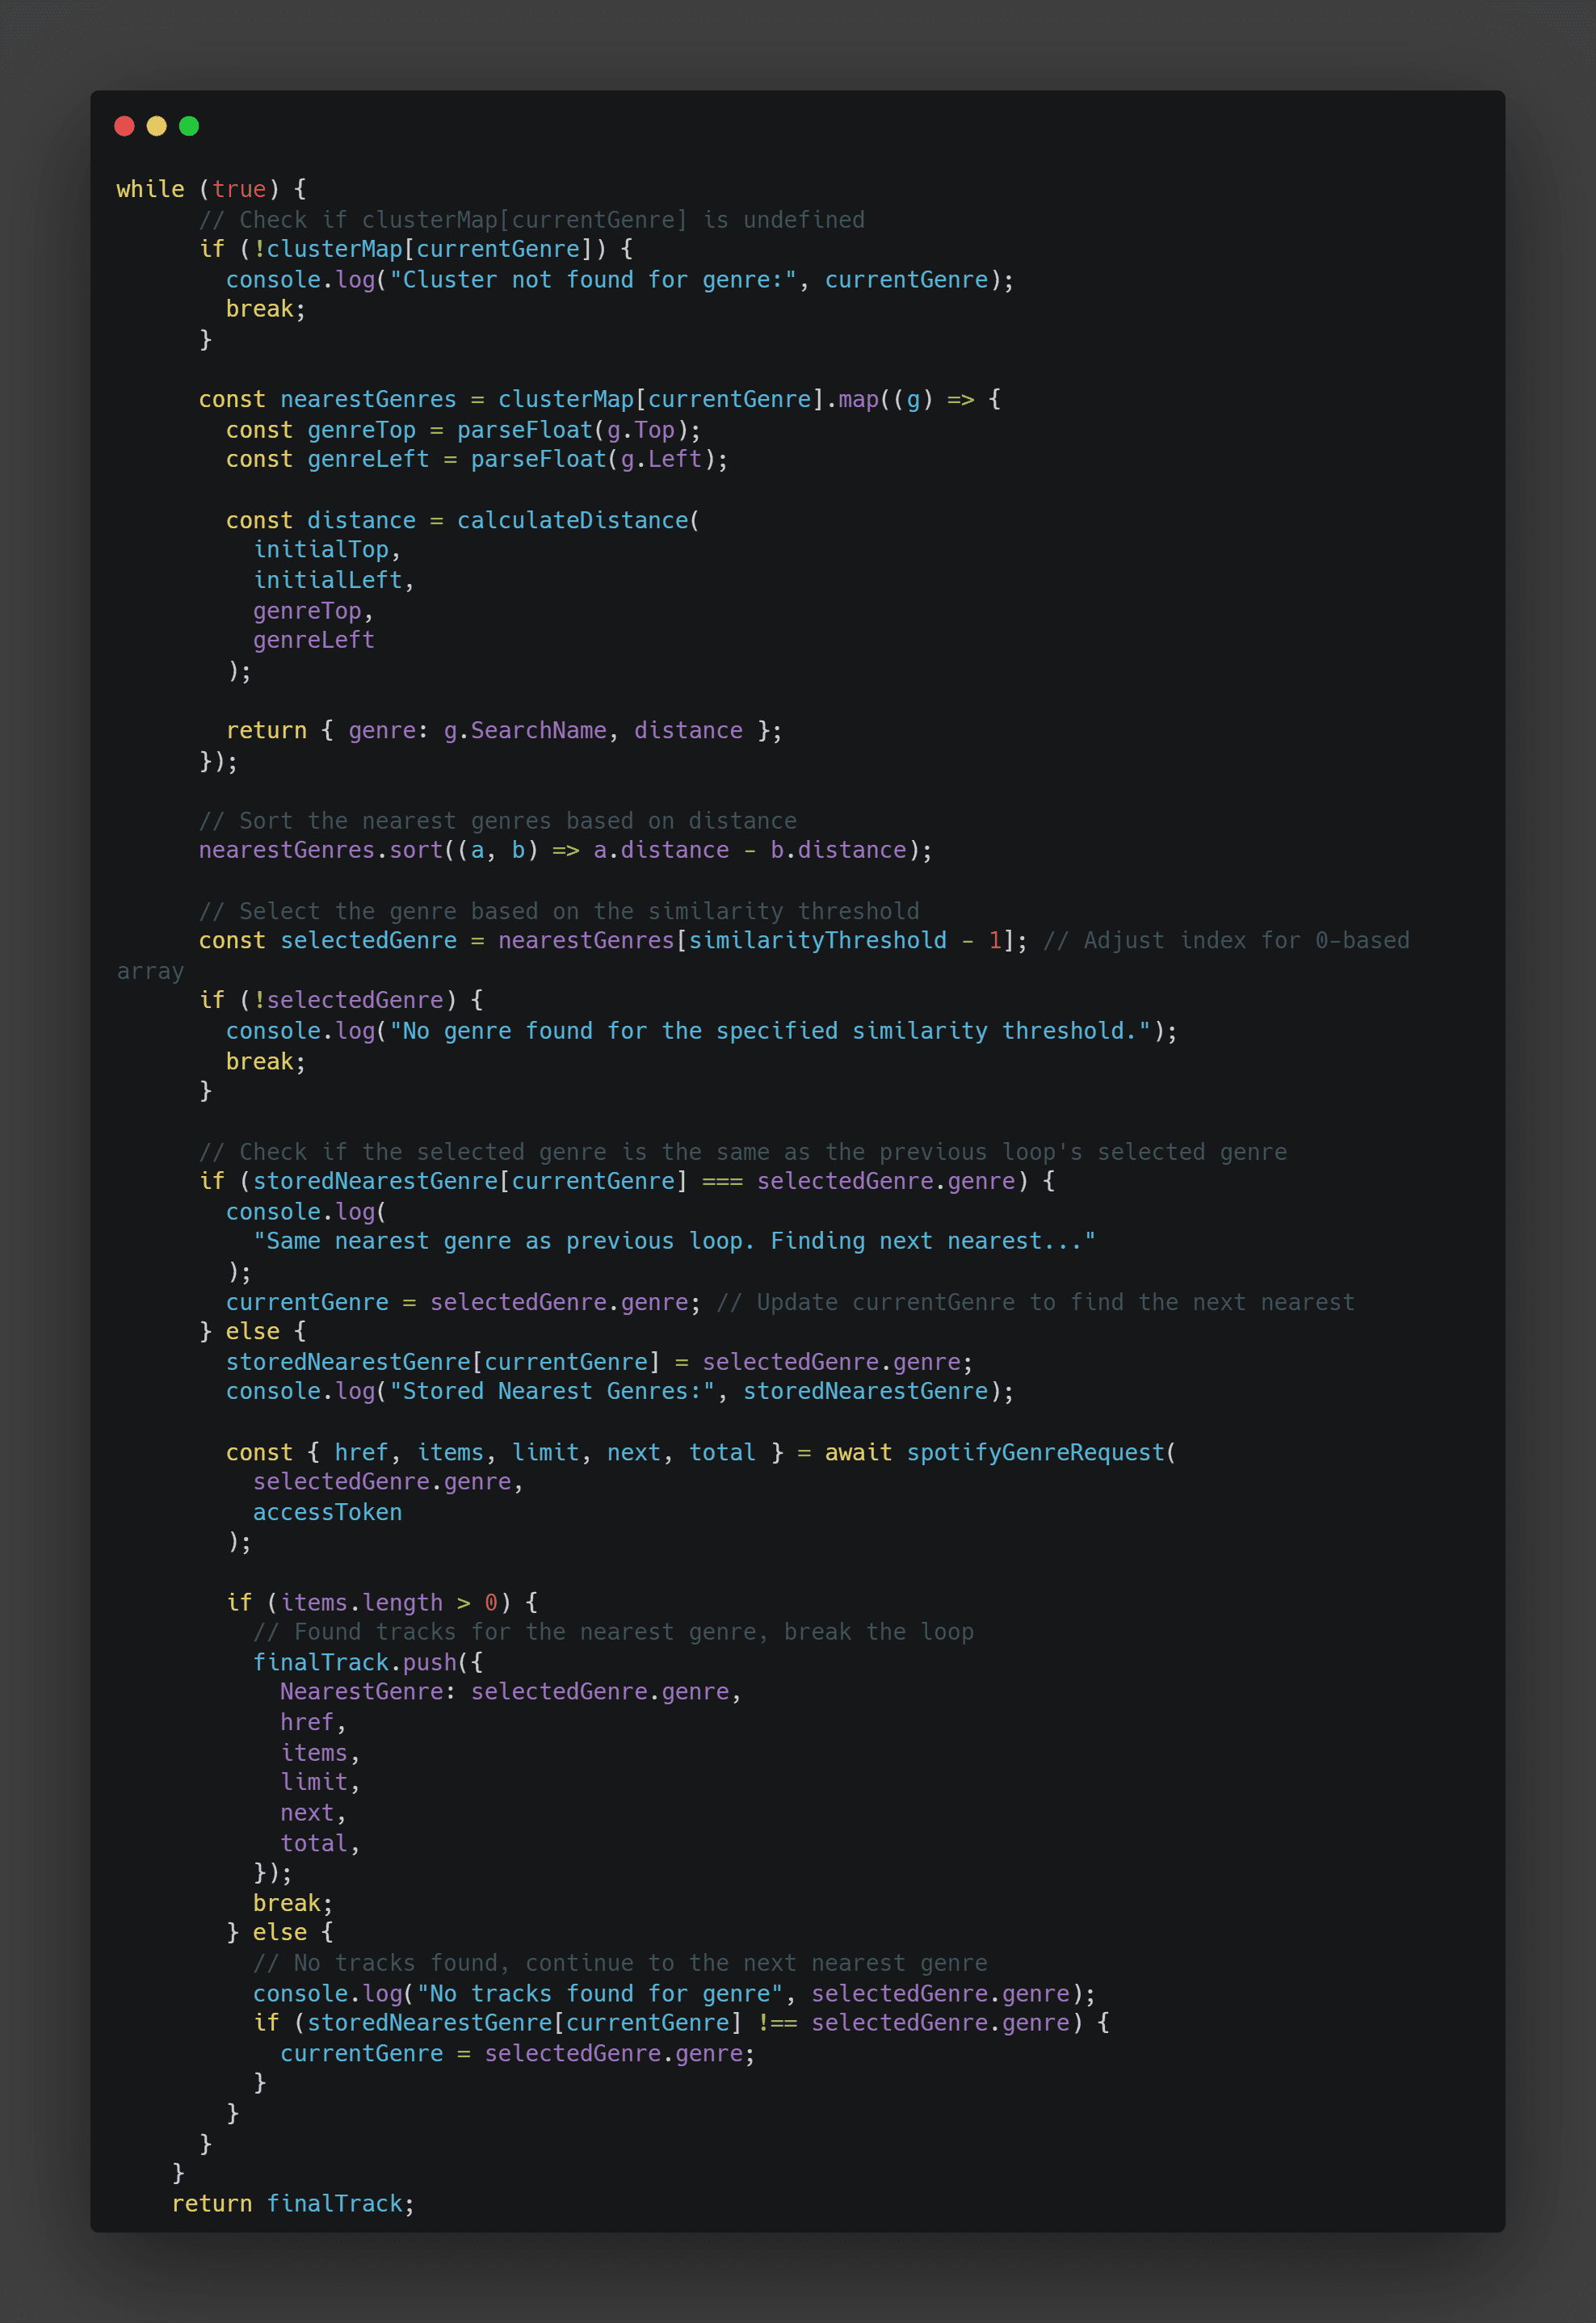 while (true) {
      // Check if clusterMap[currentGenre] is undefined
      if (!clusterMap[currentGenre]) {
        console.log("Cluster not found for genre:", currentGenre);
        break;
      }

      const nearestGenres = clusterMap[currentGenre].map((g) => {
        const genreTop = parseFloat(g.Top);
        const genreLeft = parseFloat(g.Left);

        const distance = calculateDistance(
          initialTop,
          initialLeft,
          genreTop,
          genreLeft
        );

        return { genre: g.SearchName, distance };
      });

      // Sort the nearest genres based on distance
      nearestGenres.sort((a, b) => a.distance - b.distance);

      // Select the genre based on the similarity threshold
      const selectedGenre = nearestGenres[similarityThreshold - 1]; // Adjust index for 0-based
array
      if (!selectedGenre) {
        console.log("No genre found for the specified similarity threshold.");
        break;
      }

      // Check if the selected genre is the same as the previous loop's selected genre
      if (storedNearestGenre[currentGenre] === selectedGenre.genre) {
        console.log(
          "Same nearest genre as previous loop. Finding next nearest..."
        );
        currentGenre = selectedGenre.genre; // Update currentGenre to find the next nearest
      } else {
        storedNearestGenre[currentGenre] = selectedGenre.genre;
        console.log("Stored Nearest Genres:", storedNearestGenre);

        const { href, items, limit, next, total } = await spotifyGenreRequest(
          selectedGenre.genre,
          accessToken
        );

        if (items.length > 0) {
          // Found tracks for the nearest genre, break the loop
          finalTrack.push({
            NearestGenre: selectedGenre.genre,
            href,
            items,
            limit,
            next,
            total,
          });
          break;
        } else {
          // No tracks found, continue to the next nearest genre
          console.log("No tracks found for genre", selectedGenre.genre);
          if (storedNearestGenre[currentGenre] !== selectedGenre.genre) {
            currentGenre = selectedGenre.genre;
          }
        }
      }
    }
    return finalTrack;